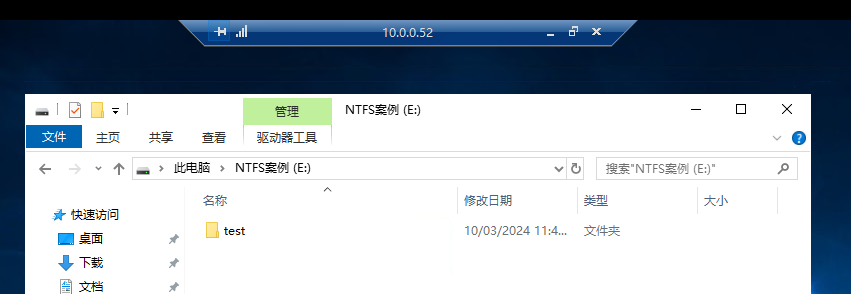 10.0.0.52
管理
NTFS案例 (E:)
文件
主页
共享
查看
驱动器工具
此电脑
NTFS案例 (E:)
搜索"NTFS案例 (E:)"
名称
修改日期
类型
大小
快速访问
test
10/03/2024 11:4...
文件夹
桌面
下载
文档